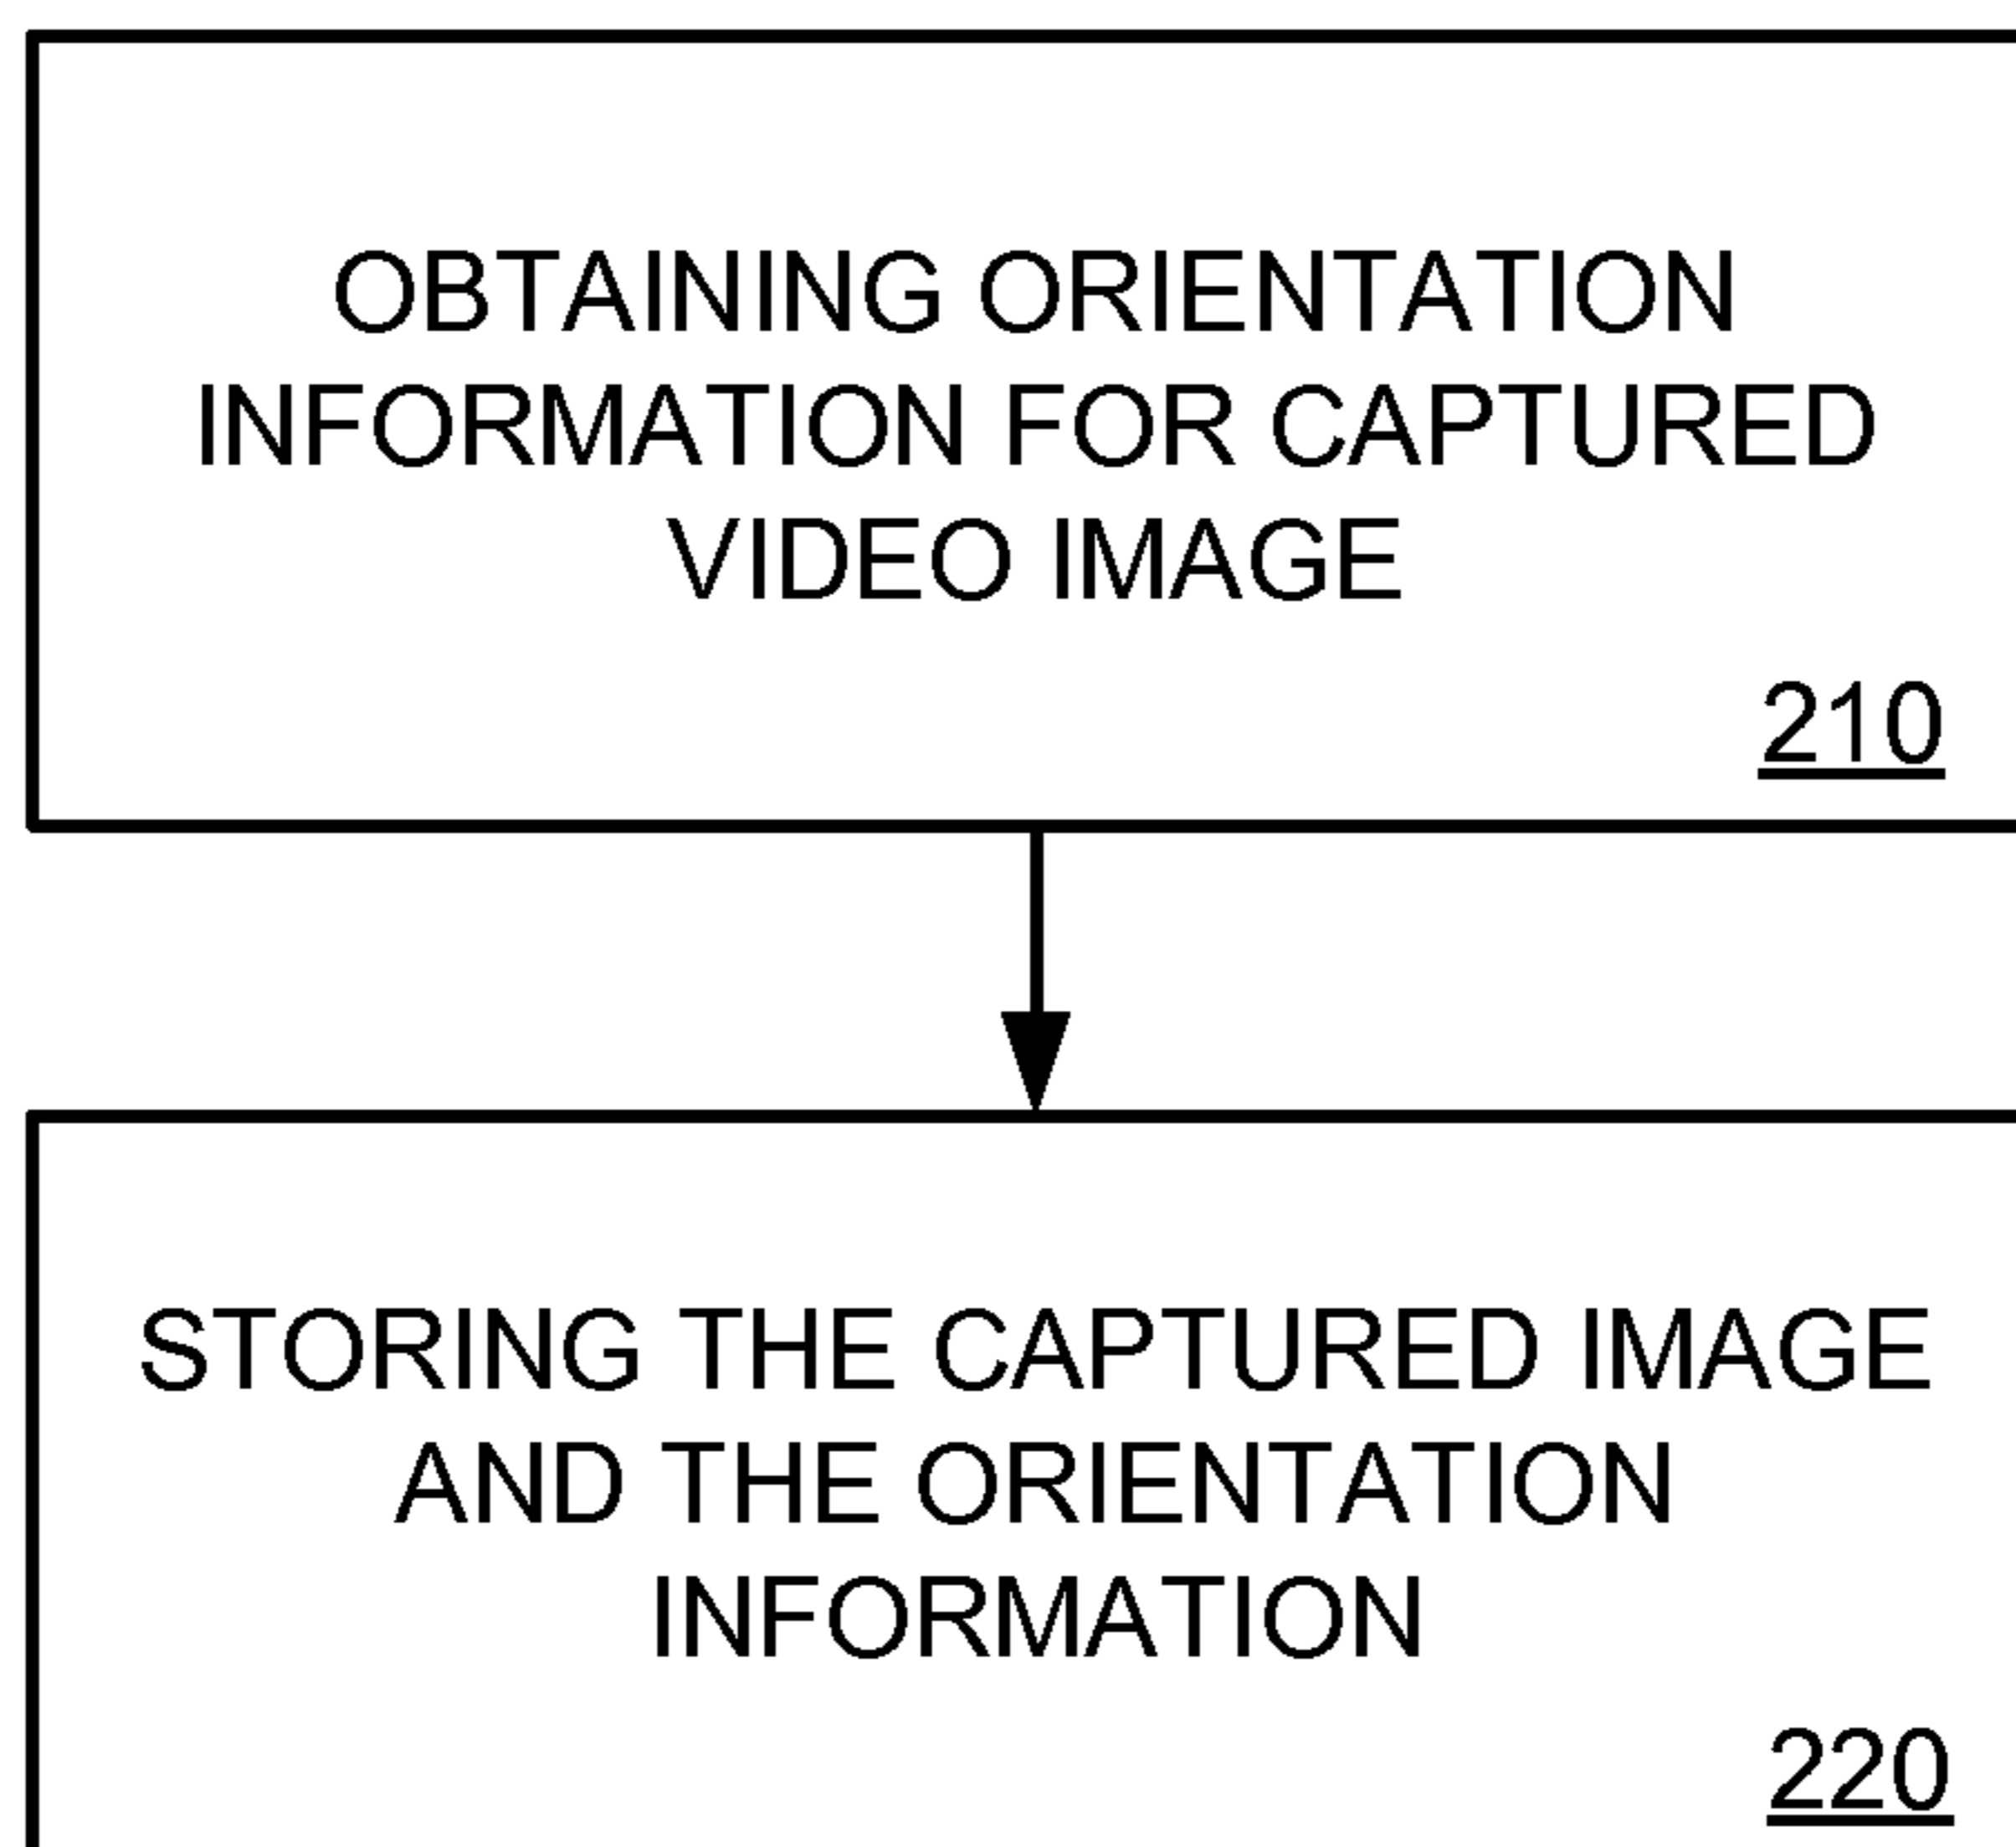 OBTAINING ORIENTATION
INFORMATION FOR CAPTURED
VIDEO IMAGE
210
STORING THE CAPTURED IMAGE
AND THE ORIENTATION
INFORMATION
220